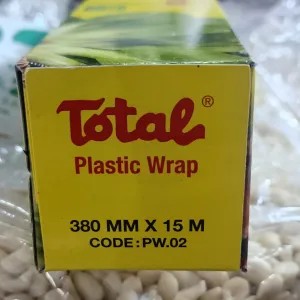 Total®
Plastic Wrap
380 MM X 15 M
CODE: PW.02